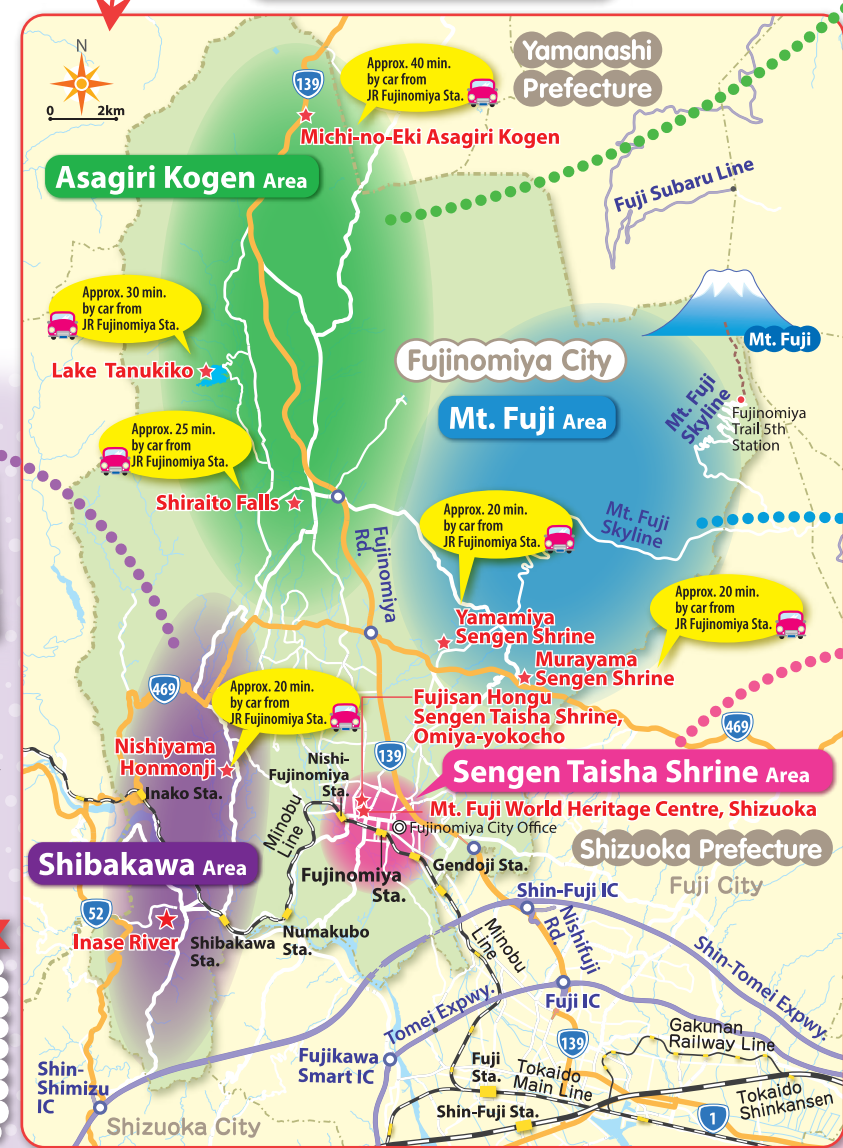 N
0 2km
139
Approx. 40 min.
by car from
JR Fujinomiya Sta.
Yamanashi
Prefecture
Michi-no-Eki Asagiri Kogen
Asagiri Kogen Area
Fuji Subaru Line
Approx. 30 min.
by car from
JR Fujinomiya Sta.
Lake Tanukiko
Mt. Fuji
Fujinomiya City
Mt. Fuji Area
Mt. Fuji
Skyline
Fujinomiya
Trail 5th
Station
Approx. 25 min.
by car from
JR Fujinomiya Sta.
Shiraito Falls
Fujinomiya
Rd.
Approx. 20 min.
by car from
JR Fujinomiya Sta.
Mt. Fuji
Skyline
Approx. 20 min.
by car from
JR Fujinomiya Sta.
Yamamiya
Sengen Shrine
Murayama
Sengen Shrine
469
Approx. 20 min.
by car from
JR Fujinomiya Sta.
Fujisan Hongu
Sengen Taisha Shrine,
Omiya-yokocho
469
Nishiyama
Honmonji
Inako Sta.
Nishi-
Fujinomiya
Sta.
139
Minobu
Line
Sengen Taisha Shrine Area
Mt. Fuji World Heritage Centre, Shizuoka
Fujinomiya City Office
Shizuoka Prefecture
Shibakawa Area
Fujinomiya
Sta.
Gendoji Sta.
Fuji City
52
Inase River
Shibakawa
Sta.
Numakubo
Sta.
Shin-Fuji IC
Nishifuji
Rd.
Minobu
Line
Shin-Tomei Expwy.
Tomei Expwy.
Fuji IC
139
Gakunan
Railway Line
Shin-
Shimizu
IC
Fujikawa
Smart IC
Fuji
Sta.
Tokaido
Main Line
Shin-Fuji Sta.
1
Tokaido
Shinkansen
Shizuoka City